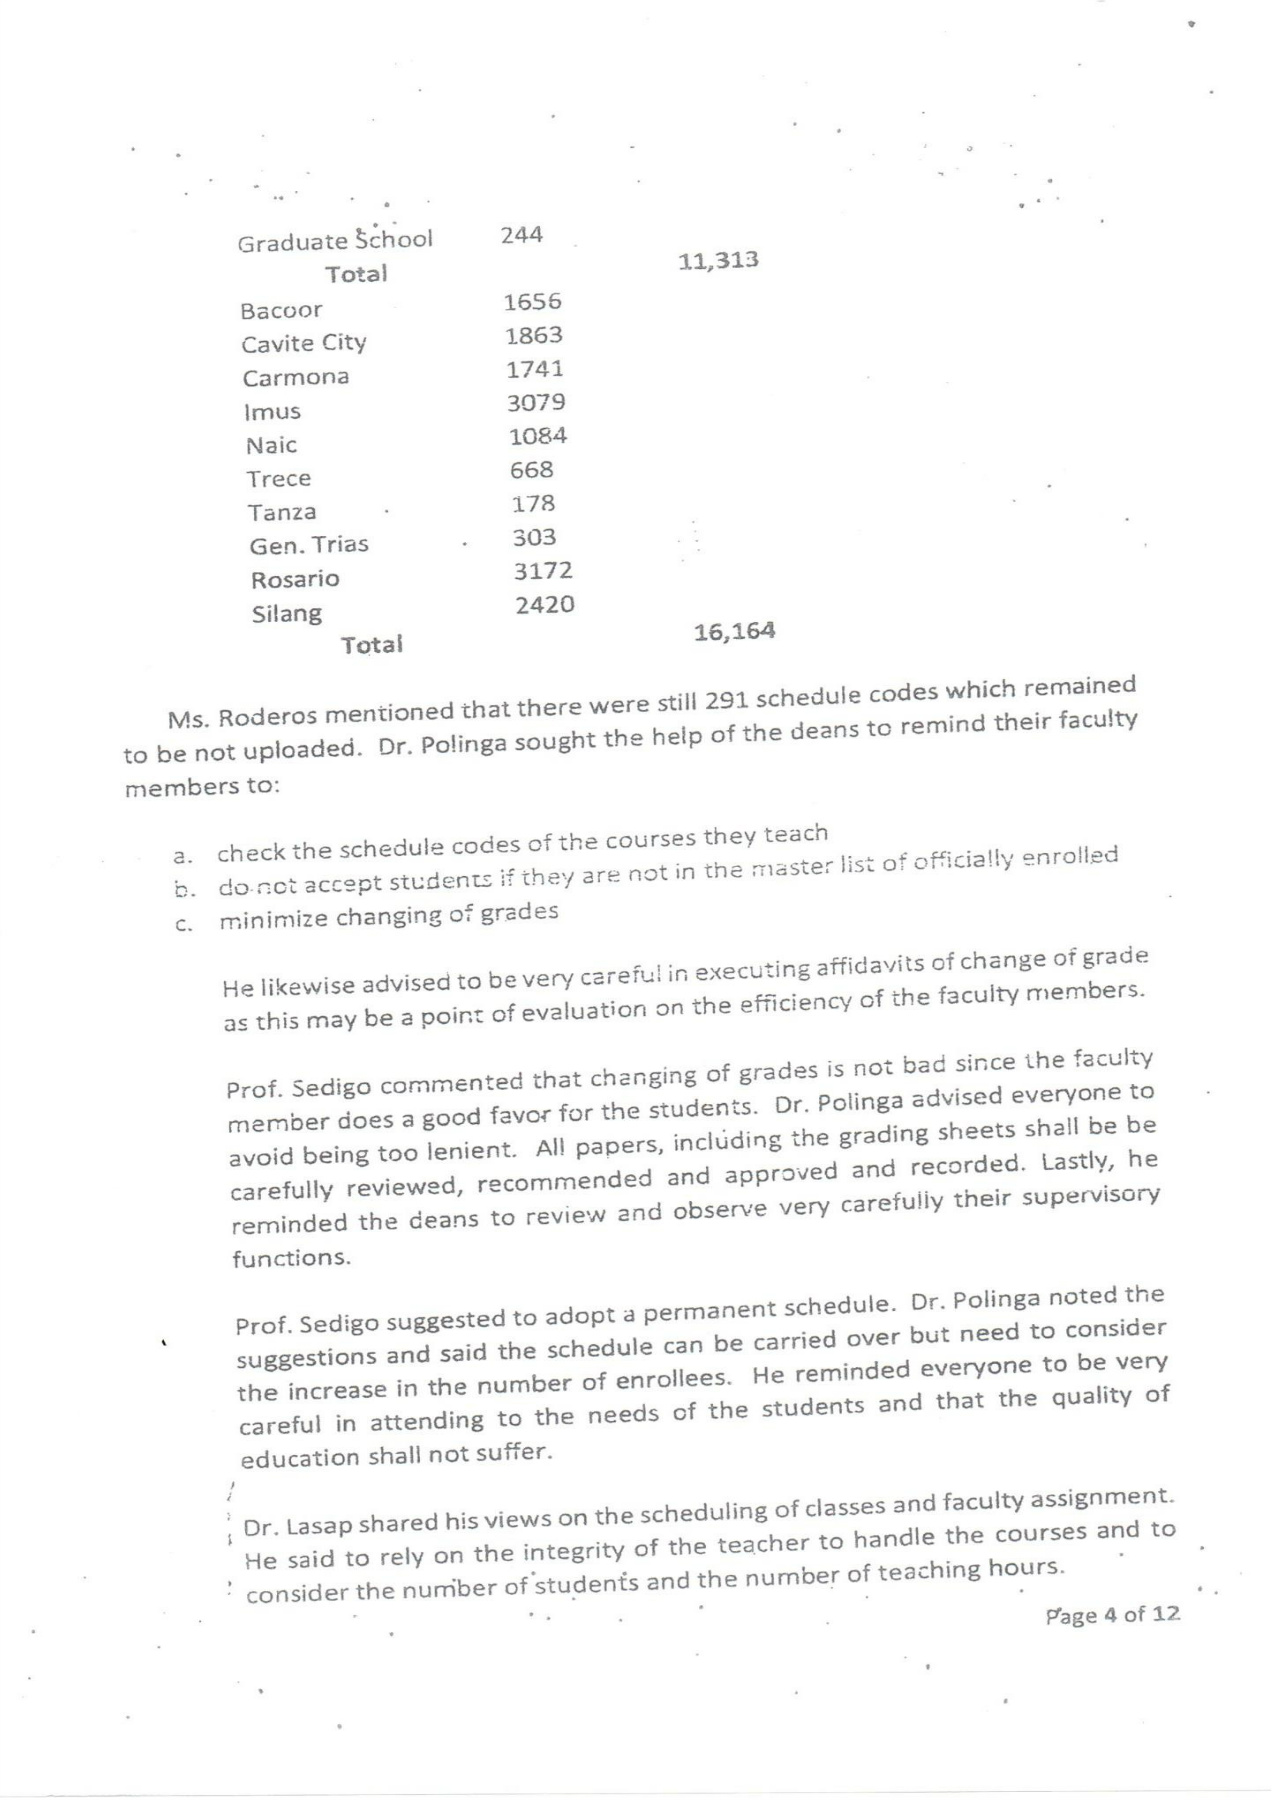 Graduate School 244
Total 11,313
Bacoor 1656
Cavite City 1863
Carmona 1741
Imus 3079
Naic 1084
Trece 668
Tanza 178
Gen. Trias 303
Rosario 3172
Silang 2420
Total 16,164
Ms. Roderos mentioned that there were still 291 schedule codes which remained
to be not uploaded. Dr. Polinga sought the help of the deans to remind their faculty
members to:
a. check the schedule codes of the courses they teach
b. do not accept students if they are not in the master list of officially enrolled
c. minimize changing of grades
He likewise advised to be very careful in executing affidavits of change of grade
as this may be a point of evaluation on the efficiency of the faculty members.
Prof. Sedigo commented that changing of grades is not bad since the faculty
member does a good favor for the students. Dr. Polinga advised everyone to
avoid being too lenient. All papers, including the grading sheets shall be be
carefully reviewed, recommended and approved and recorded. Lastly, he
reminded the deans to review and observe very carefully their supervisory
functions.
Prof. Sedigo suggested to adopt a permanent schedule. Dr. Polinga noted the
suggestions and said the schedule can be carried over but need to consider
the increase in the number of enrollees. He reminded everyone to be very
careful in attending to the needs of the students and that the quality of
education shall not suffer.
Dr. Lasap shared his views on the scheduling of classes and faculty assignment.
He said to rely on the integrity of the teacher to handle the courses and to
consider the number of students and the number of teaching hours.
Page 4 of 12